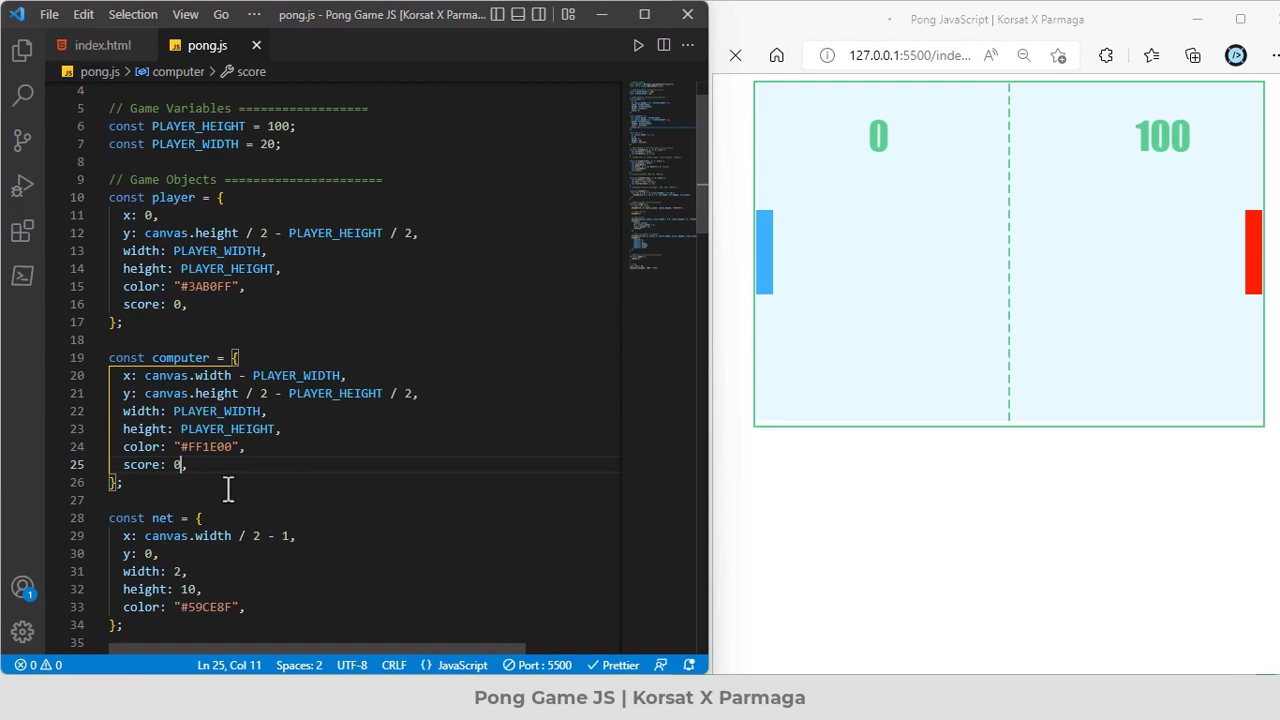 File Edit Selection View Go ··· pong.js - Pong Game JS [Korsat X Parma...
index.html pong.js
pong.js > computer > score
4
5 // Game Variables ==================
6 const PLAYER_HEIGHT = 100;
7 const PLAYER_WIDTH = 20;
8
9 // Game Objects ===================
10 const player = {
11 x: 0,
12 y: canvas.height / 2 - PLAYER_HEIGHT / 2,
13 width: PLAYER_WIDTH,
14 height: PLAYER_HEIGHT,
15 color: "#3AB0FF",
16 score: 0,
17 };
18
19 const computer = {
20 x: canvas.width - PLAYER_WIDTH,
21 y: canvas.height / 2 - PLAYER_HEIGHT / 2,
22 width: PLAYER_WIDTH,
23 height: PLAYER_HEIGHT,
24 color: "#FF1E00",
25 score: 0,
26 };
27
28 const net = {
29 x: canvas.width / 2 - 1,
30 y: 0,
31 width: 2,
32 height: 10,
33 color: "#59CE8F",
34 };
35
1
0 0 Ln 25, Col 11 Spaces: 2 UTF-8 CRLF {} JavaScript Port : 5500 Prettier
Pong JavaScript | Korsat X Parmaga
127.0.0.1:5500/inde...
0 100
Pong Game JS | Korsat X Parmaga